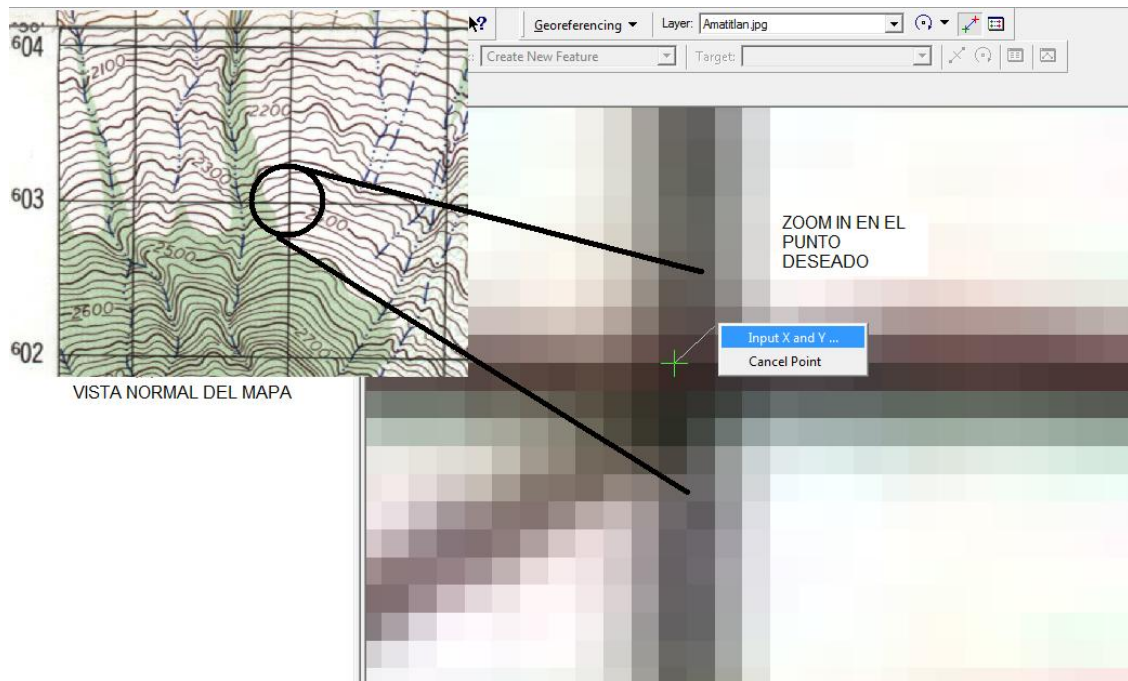 Georeferencing
Layer: Amatitlan.jpg
Create New Feature
Target:
604
2100
2200
2300
603
2500
2600
2700
602
ZOOM IN EN EL
PUNTO
DESEADO
Input X and Y ...
Cancel Point
VISTA NORMAL DEL MAPA